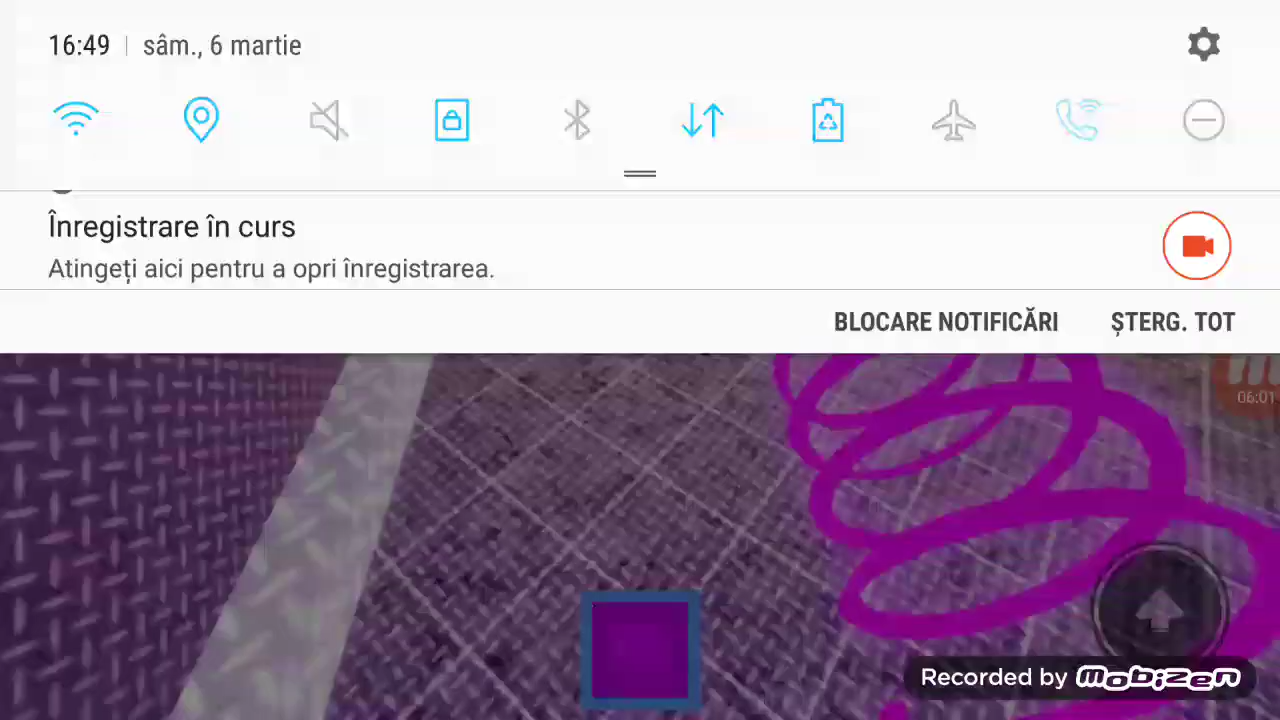 16:49 | sâm., 6 martie
Înregistrare în curs
Atingeți aici pentru a opri înregistrarea.
BLOCARE NOTIFICĂRI ȘTERG. TOT
06:01
Recorded by mobizen